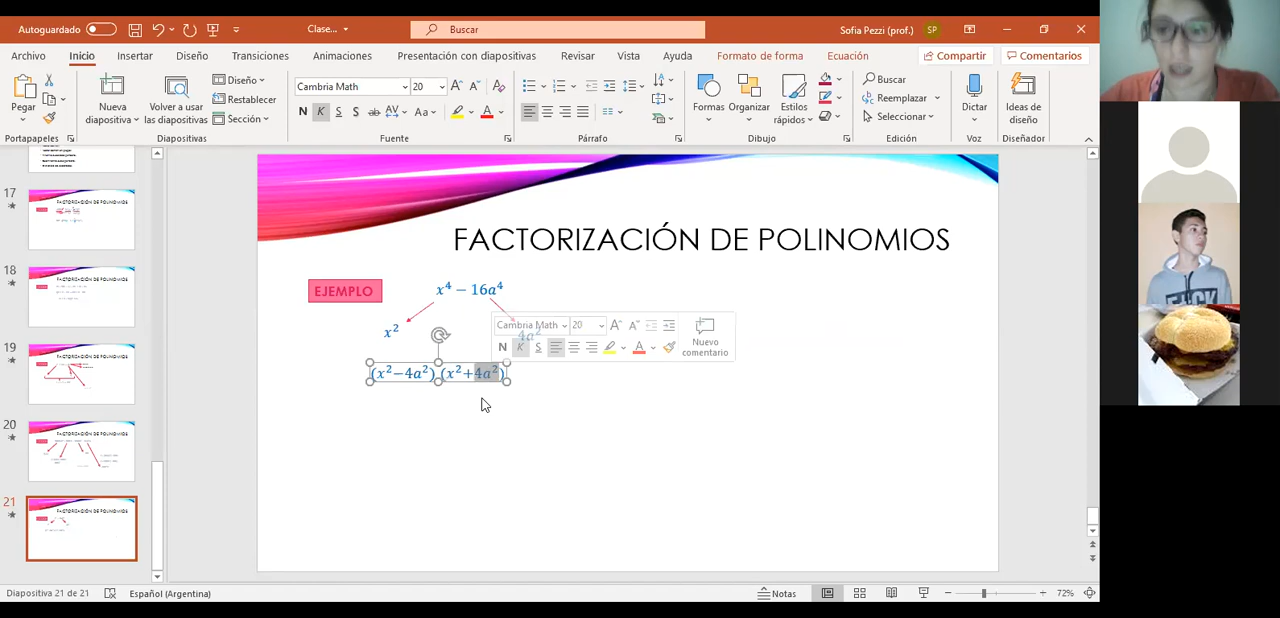 Autoguardado
Clase...
Buscar
Sofia Pezzi (prof.)
SP
Archivo
Inicio
Insertar
Diseño
Transiciones
Animaciones
Presentación con diapositivas
Revisar
Vista
Ayuda
Formato de forma
Ecuación
Compartir
Comentarios
Pegar
Nueva
diapositiva
Volver a usar
las diapositivas
Diseño
Restablecer
Sección
Cambria Math
20
N K S S ab AV Aa A
Formas
Organizar
Estilos
rápidos
Buscar
Reemplazar
Seleccionar
Dictar
Ideas de
diseño
Portapapeles
Diapositivas
Fuente
Párrafo
Dibujo
Edición
Voz
Diseñador
17
18
19
20
21
FACTORIZACIÓN DE POLINOMIOS
EJEMPLO
x⁴ − 16a⁴
x²
4a²
Cambria Math
20
N K S
Nuevo
comentario
(x²−4a²) (x²+4a²)
Diapositiva 21 de 21
Español (Argentina)
Notas
72%